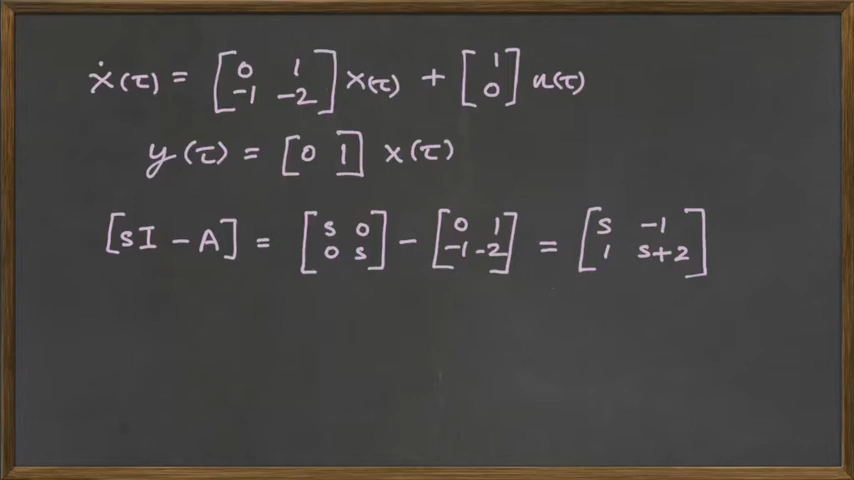 ẋ(τ) = [0 1 -1 -2] x(τ) + [1 0] u(τ)
y(τ) = [0 1] x(τ)
[sI - A] = [s 0 0 s] - [0 1 -1 -2] = [s -1 1 s+2]